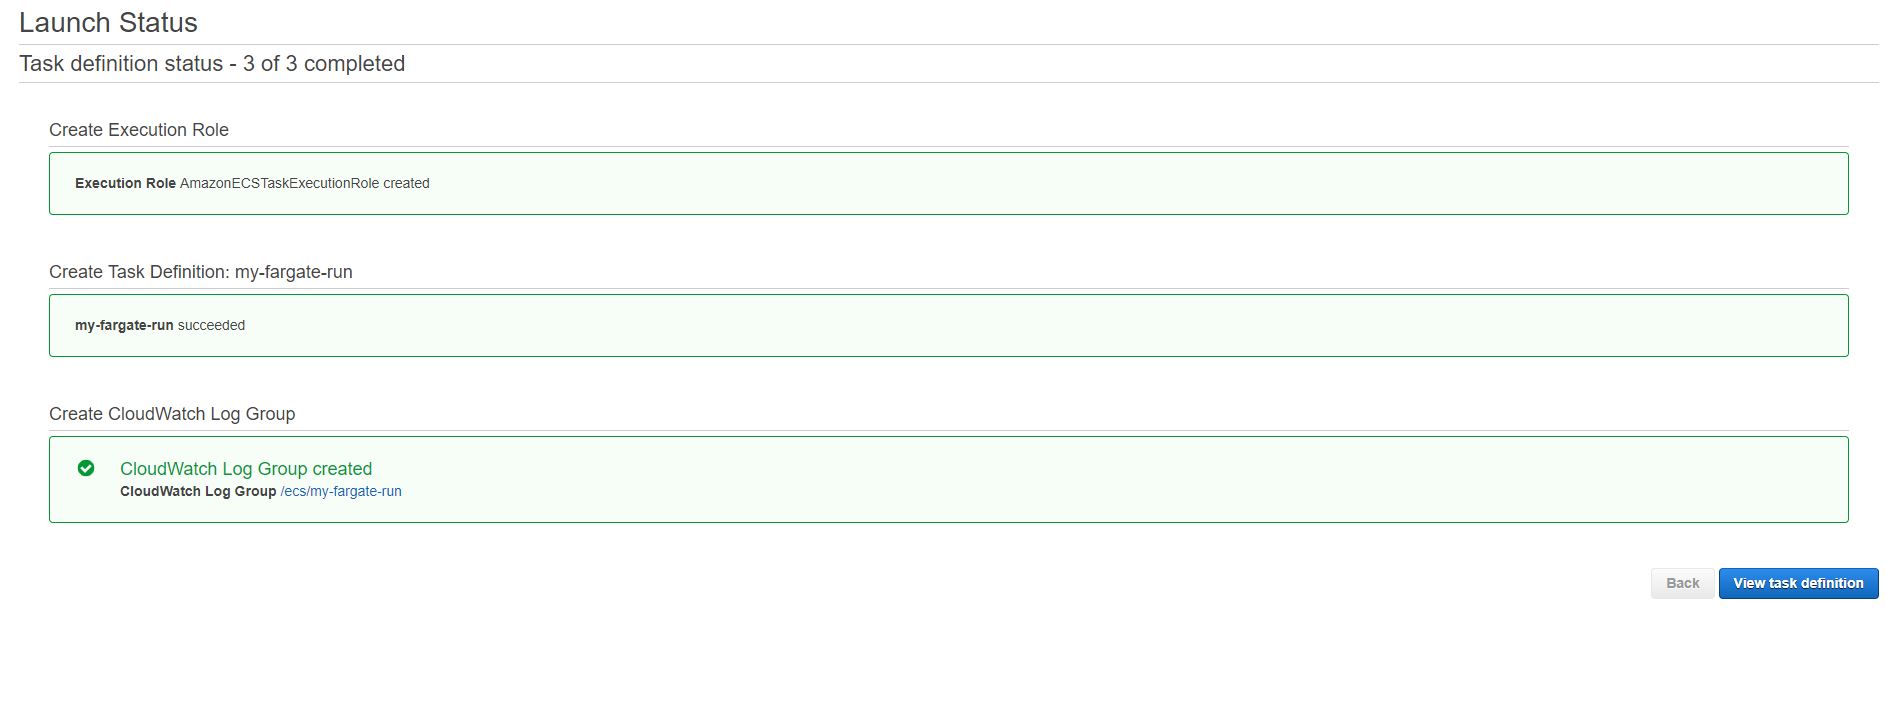 Launch Status
Task definition status - 3 of 3 completed
Create Execution Role
Execution Role AmazonECSTaskExecutionRole created
Create Task Definition: my-fargate-run
my-fargate-run succeeded
Create CloudWatch Log Group
CloudWatch Log Group created
CloudWatch Log Group /ecs/my-fargate-run
Back View task definition